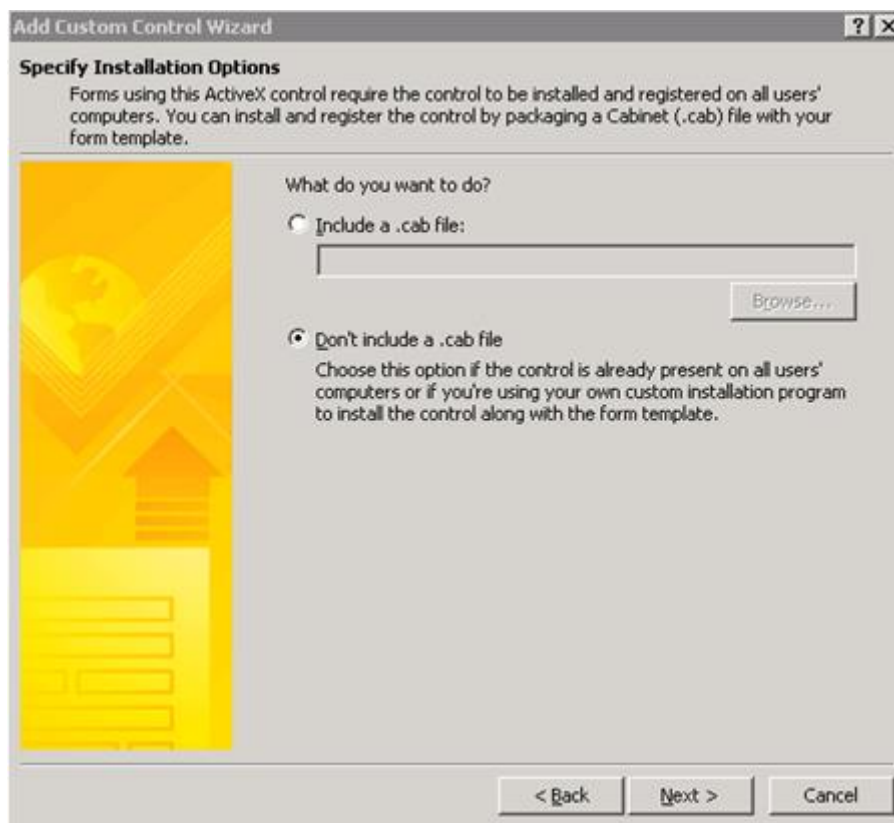 Add Custom Control Wizard
Specify Installation Options
Forms using this ActiveX control require the control to be installed and registered on all users'
computers. You can install and register the control by packaging a Cabinet (.cab) file with your
form template.
What do you want to do?
Include a .cab file:
Browse...
Don't include a .cab file
Choose this option if the control is already present on all users'
computers or if you're using your own custom installation program
to install the control along with the form template.
< Back Next > Cancel